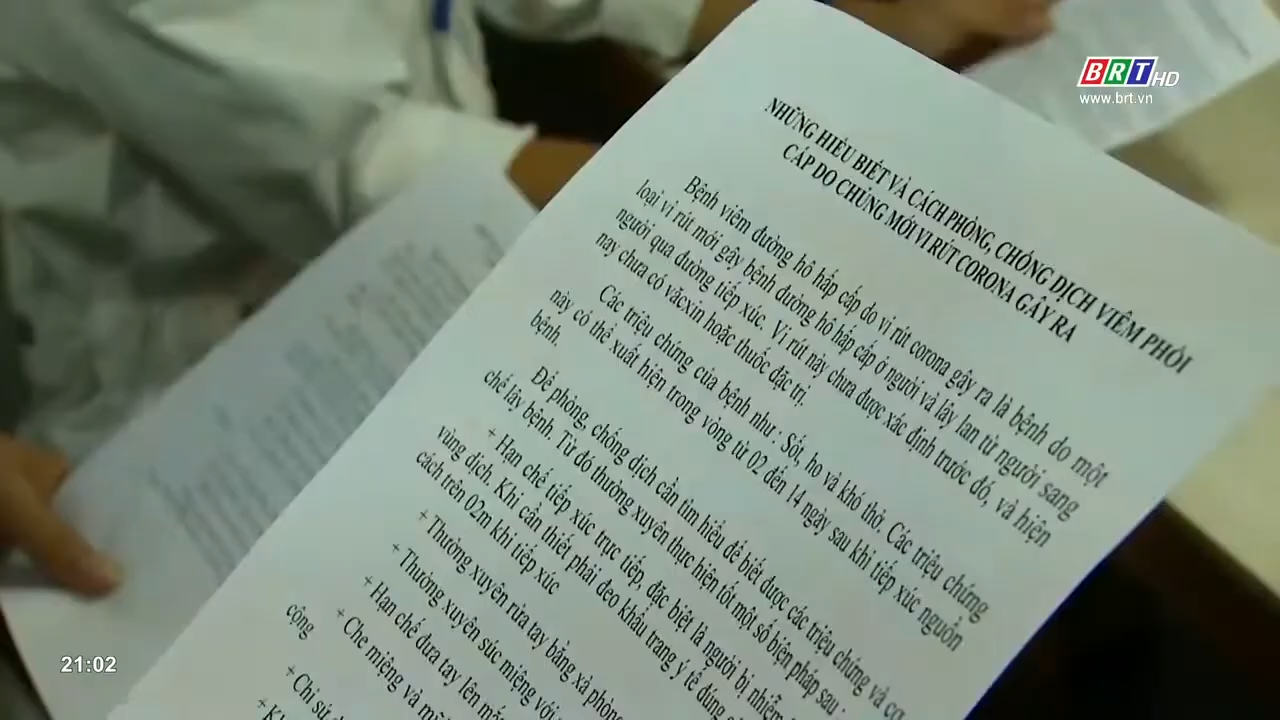 BRT HD
www.brt.vn
NHỮNG HIỂU BIẾT VÀ CÁCH PHÒNG, CHỐNG DỊCH VIÊM PHỔI
CẤP DO CHỦNG MỚI VI RÚT CORONA GÂY RA
Bệnh viêm đường hô hấp cấp do vi rút corona gây ra là bệnh do một
loại vi rút mới gây bệnh đường hô hấp cấp ở người và lây lan từ người sang
người qua đường tiếp xúc. Vi rút này chưa được xác định trước đó, và hiện
nay chưa có văcxin hoặc thuốc đặc trị.
Các triệu chứng của bệnh như : Sốt, ho và khó thở. Các triệu chứng
này có thể xuất hiện trong vòng từ 02 đến 14 ngày sau khi tiếp xúc nguồn
bệnh.
Để phòng, chống dịch cần tìm hiểu để biết được các triệu chứng và cơ
chế lây bệnh. Từ đó thường xuyên thực hiện tốt một số biện pháp sau :
+ Hạn chế tiếp xúc trực tiếp, đặc biệt là người bị nhiễm
vùng dịch. Khi cần thiết phải đeo khẩu trang y tế đúng
cách trên 02m khi tiếp xúc
+ Thường xuyên rửa tay bằng xà phòng
+ Thường xuyên súc miệng với
+ Hạn chế đưa tay lên mắt
+ Che miệng và mũi
cộng
+ Chỉ sử
21:02